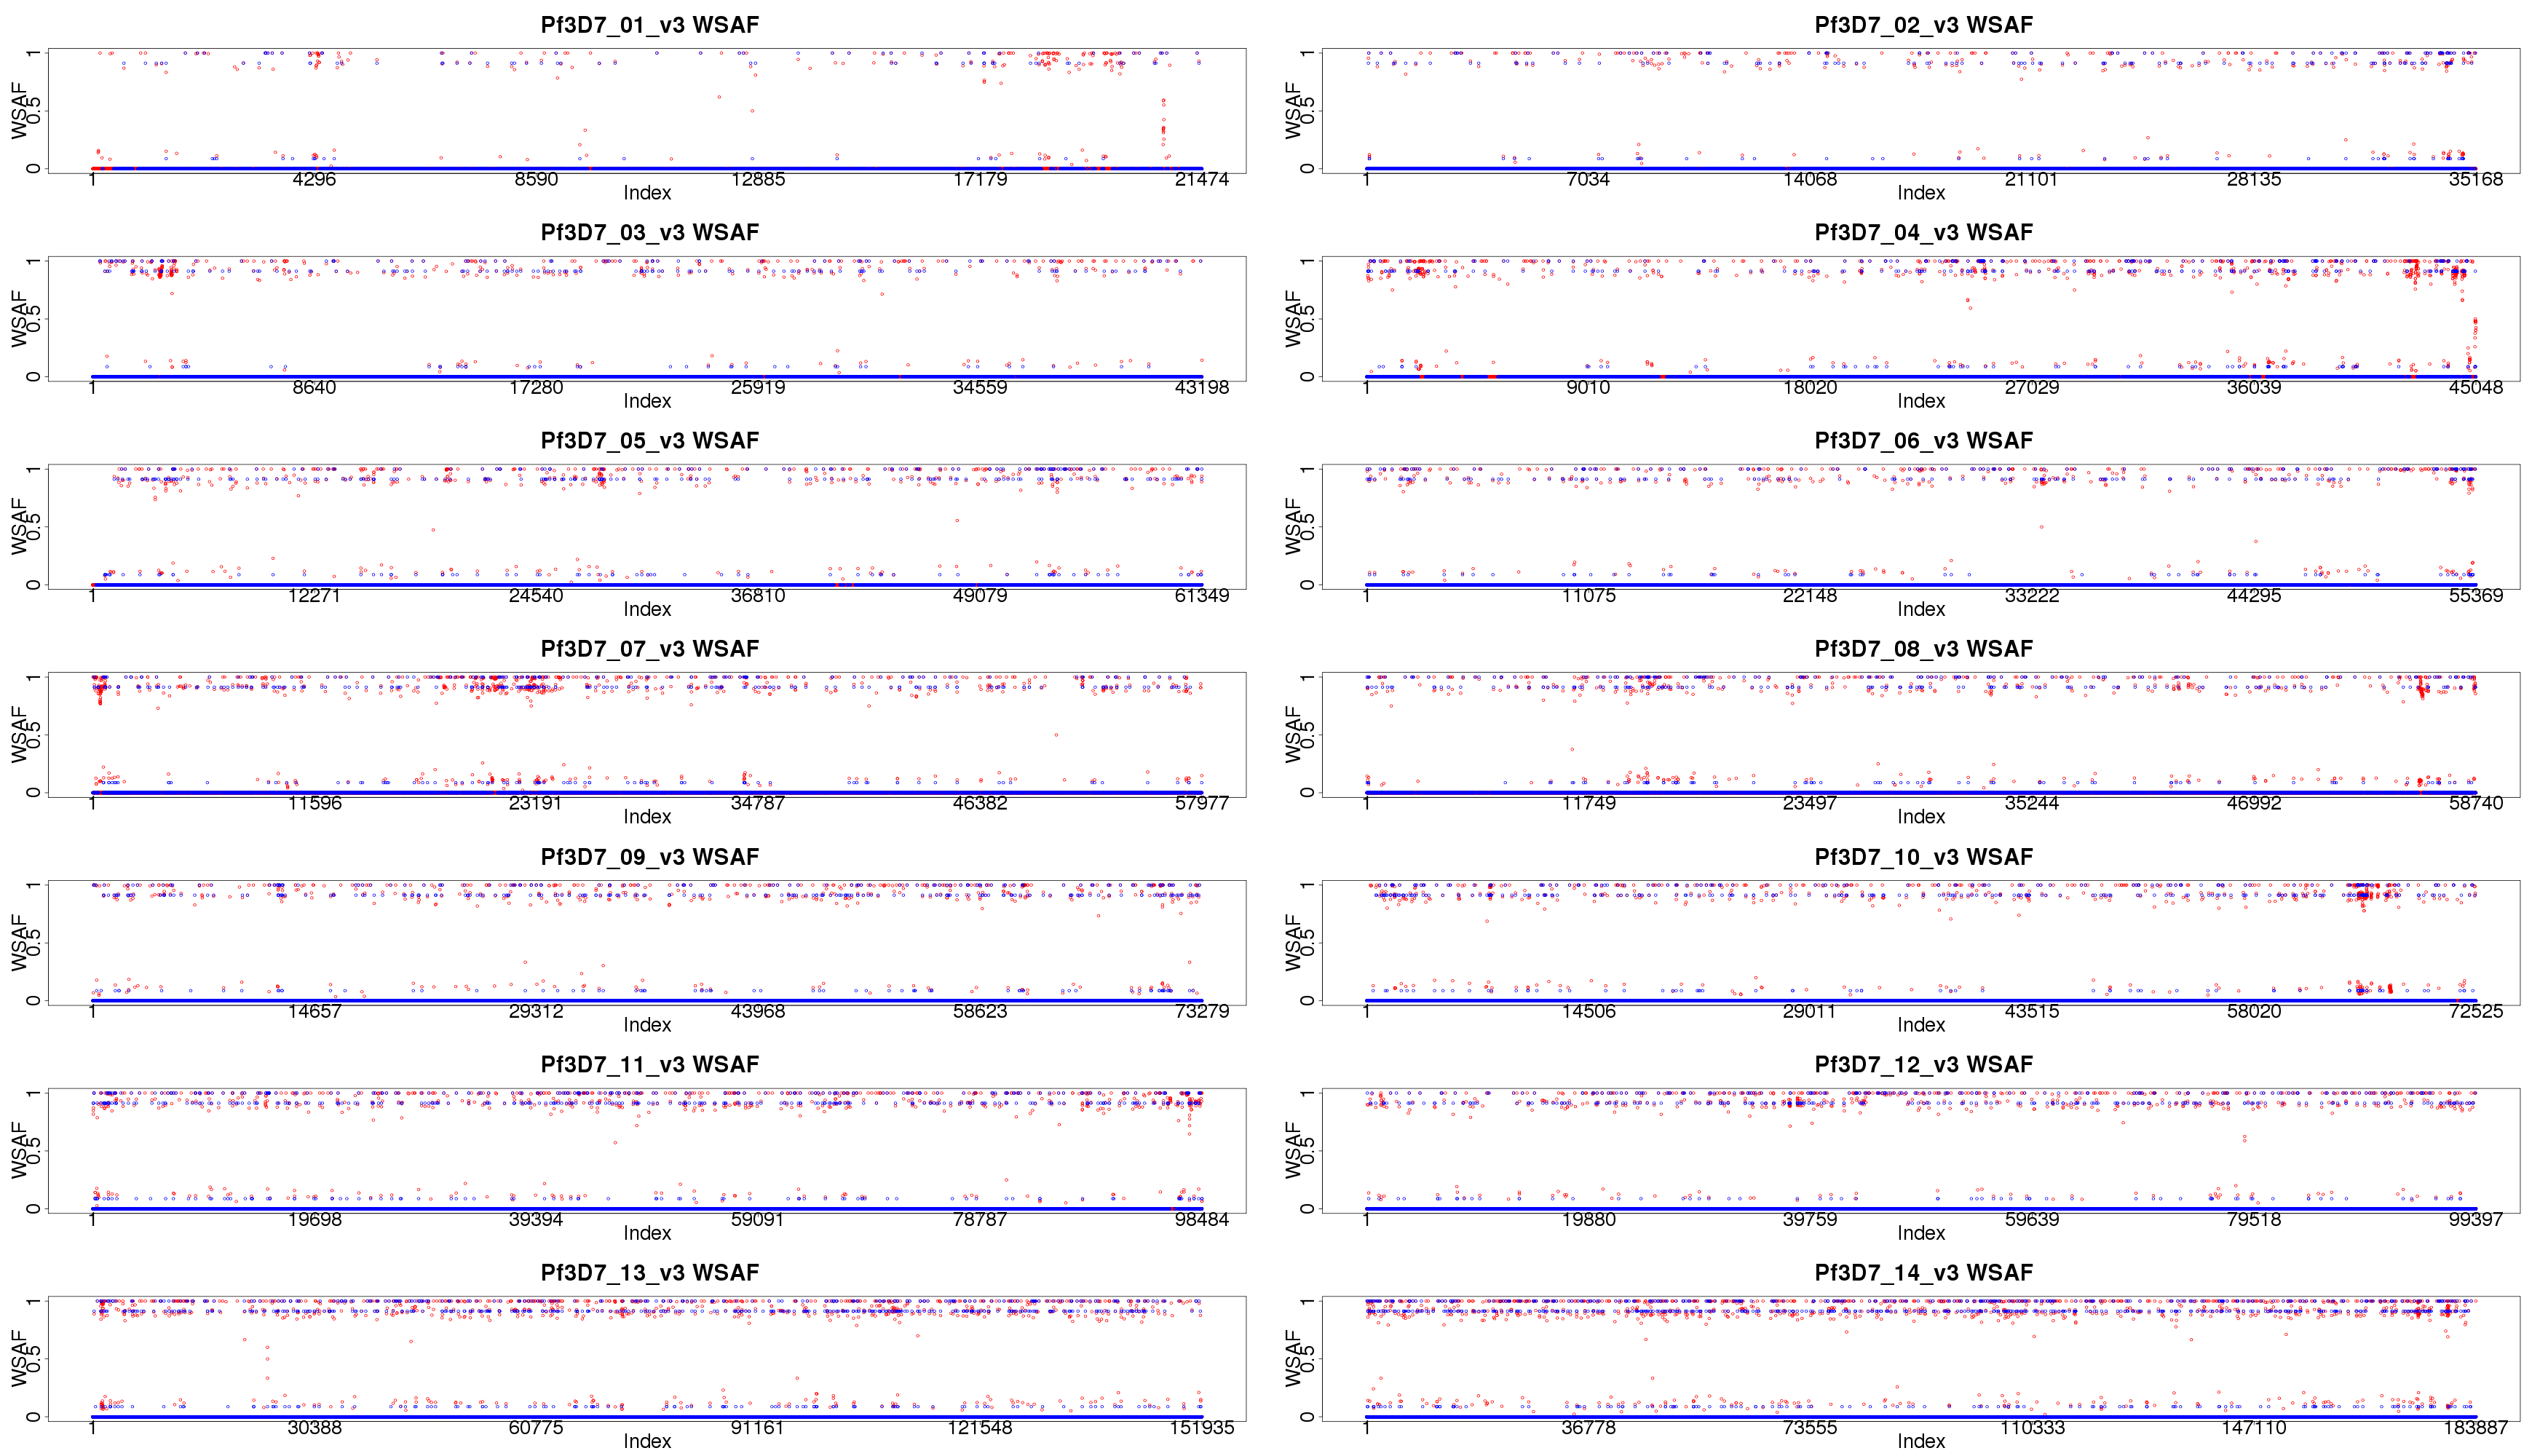 Pf3D7_01_v3 WSAF
WSAF
0 0.5 1
1 4296 8590 12885 17179 21474
Index
Pf3D7_02_v3 WSAF
WSAF
0 0.5 1
1 7034 14068 21101 28135 35168
Index
Pf3D7_03_v3 WSAF
WSAF
0 0.5 1
1 8640 17280 25919 34559 43198
Index
Pf3D7_04_v3 WSAF
WSAF
0 0.5 1
1 9010 18020 27029 36039 45048
Index
Pf3D7_05_v3 WSAF
WSAF
0 0.5 1
1 12271 24540 36810 49079 61349
Index
Pf3D7_06_v3 WSAF
WSAF
0 0.5 1
1 11075 22148 33222 44295 55369
Index
Pf3D7_07_v3 WSAF
WSAF
0 0.5 1
1 11596 23191 34787 46382 57977
Index
Pf3D7_08_v3 WSAF
WSAF
0 0.5 1
1 11749 23497 35244 46992 58740
Index
Pf3D7_09_v3 WSAF
WSAF
0 0.5 1
1 14657 29312 43968 58623 73279
Index
Pf3D7_10_v3 WSAF
WSAF
0 0.5 1
1 14506 29011 43515 58020 72525
Index
Pf3D7_11_v3 WSAF
WSAF
0 0.5 1
1 19698 39394 59091 78787 98484
Index
Pf3D7_12_v3 WSAF
WSAF
0 0.5 1
1 19880 39759 59639 79518 99397
Index
Pf3D7_13_v3 WSAF
WSAF
0 0.5 1
1 30388 60775 91161 121548 151935
Index
Pf3D7_14_v3 WSAF
WSAF
0 0.5 1
1 36778 73555 110333 147110 183887
Index